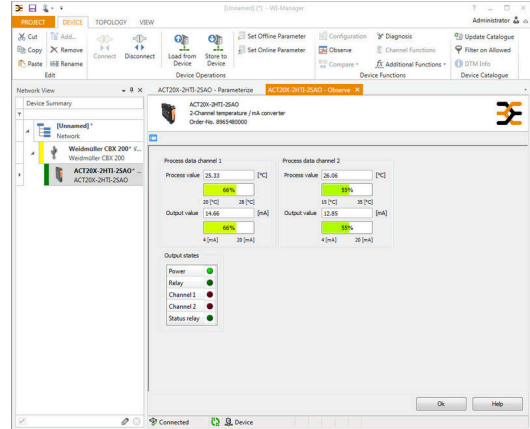 [Unnamed] (*) - WI-Manager
PROJECT DEVICE TOPOLOGY VIEW Administrator
Cut Add... Set Offline Parameter Configuration Diagnosis Update Catalogue
Copy Remove Connect Disconnect Load from Device Store to Device Set Online Parameter Observe Channel Functions Filter on Allowed
Paste Rename Compare Additional Functions DTM Info
Edit Device Operations Device Functions Device Catalogue
Network View
Device Summary
[Unnamed] *
Network
Weidmüller CBX 200*
Weidmüller CBX 200
ACT20X-2HTI-2SAO* ...
ACT20X-2HTI-2SAO
ACT20X-2HTI-2SAO - Parameterize ACT20X-2HTI-2SAO - Observe
ACT20X-2HTI-2SAO
2-Channel temperature / mA converter
Order-No. 8965480000
Process data channel 1 Process data channel 2
Process value 25.33 [°C] Process value 26.06 [°C]
66% 55%
20 [°C] 28 [°C] 15 [°C] 35 [°C]
Output value 14.66 [mA] Output value 12.85 [mA]
66% 55%
4 [mA] 20 [mA] 4 [mA] 20 [mA]
Output states
Power
Relay
Channel 1
Channel 2
Status relay
Ok Help
Connected Device